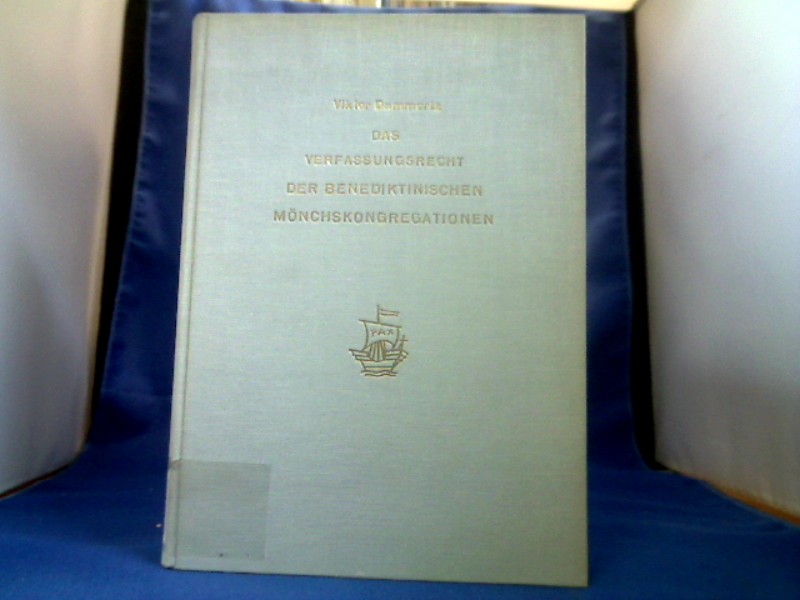 Viktor Dammertz
DAS
VERFASSUNGSRECHT
DER BENEDIKTINISCHEN
MÖNCHSKONGREGATIONEN
PAX